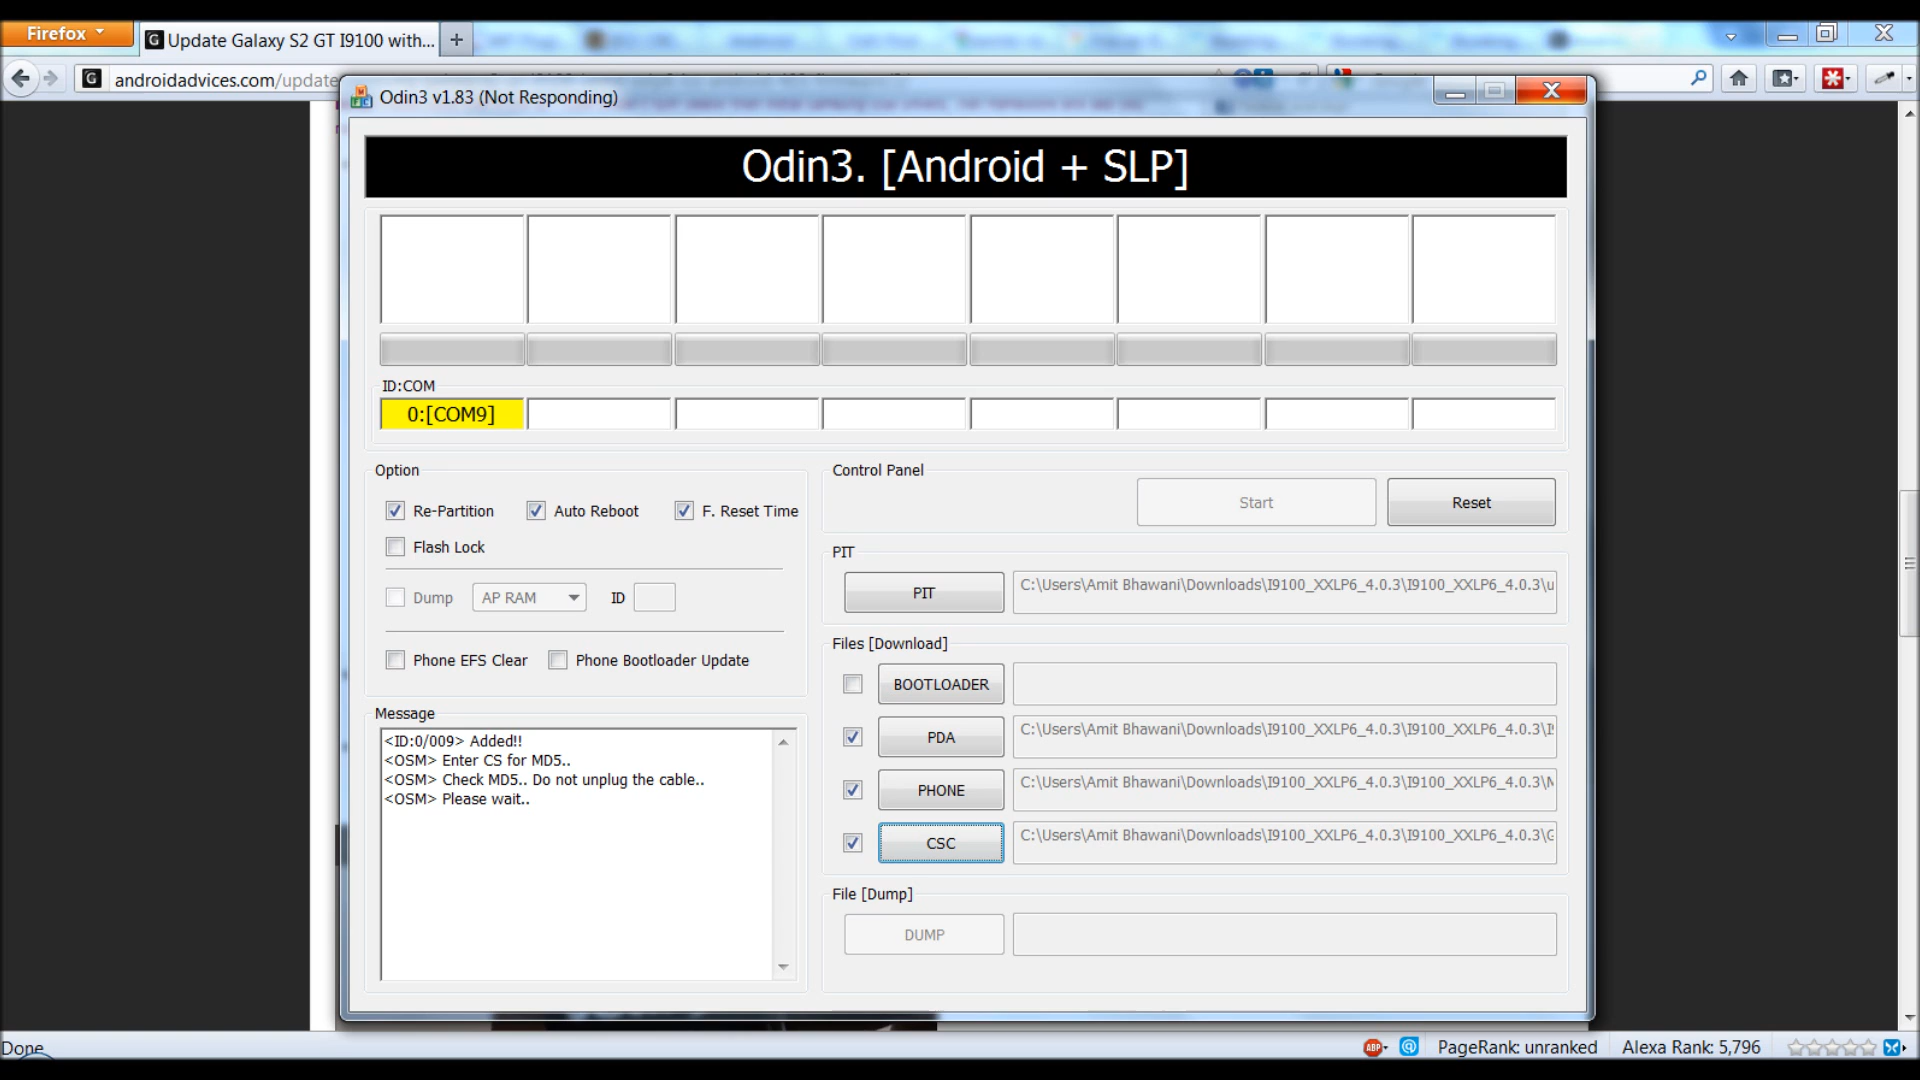 Firefox
Update Galaxy S2 GT I9100 with...
androidadvices.com/update
Odin3 v1.83 (Not Responding)
Odin3. [Android + SLP]
ID:COM
0:[COM9]
Option
Re-Partition
Auto Reboot
F. Reset Time
Flash Lock
Dump
AP RAM
ID
Phone EFS Clear
Phone Bootloader Update
Message
<ID:0/009> Added!!
<OSM> Enter CS for MD5..
<OSM> Check MD5.. Do not unplug the cable..
<OSM> Please wait..
Control Panel
Start
Reset
PIT
PIT
C:\Users\Amit Bhawani\Downloads\I9100_XXLP6_4.0.3\I9100_XXLP6_4.0.3\u
Files [Download]
BOOTLOADER
PDA
C:\Users\Amit Bhawani\Downloads\I9100_XXLP6_4.0.3\I9100_XXLP6_4.0.3\I9
PHONE
C:\Users\Amit Bhawani\Downloads\I9100_XXLP6_4.0.3\I9100_XXLP6_4.0.3\M
CSC
C:\Users\Amit Bhawani\Downloads\I9100_XXLP6_4.0.3\I9100_XXLP6_4.0.3\G
File [Dump]
DUMP
Done
ABP
PageRank: unranked
Alexa Rank: 5,796